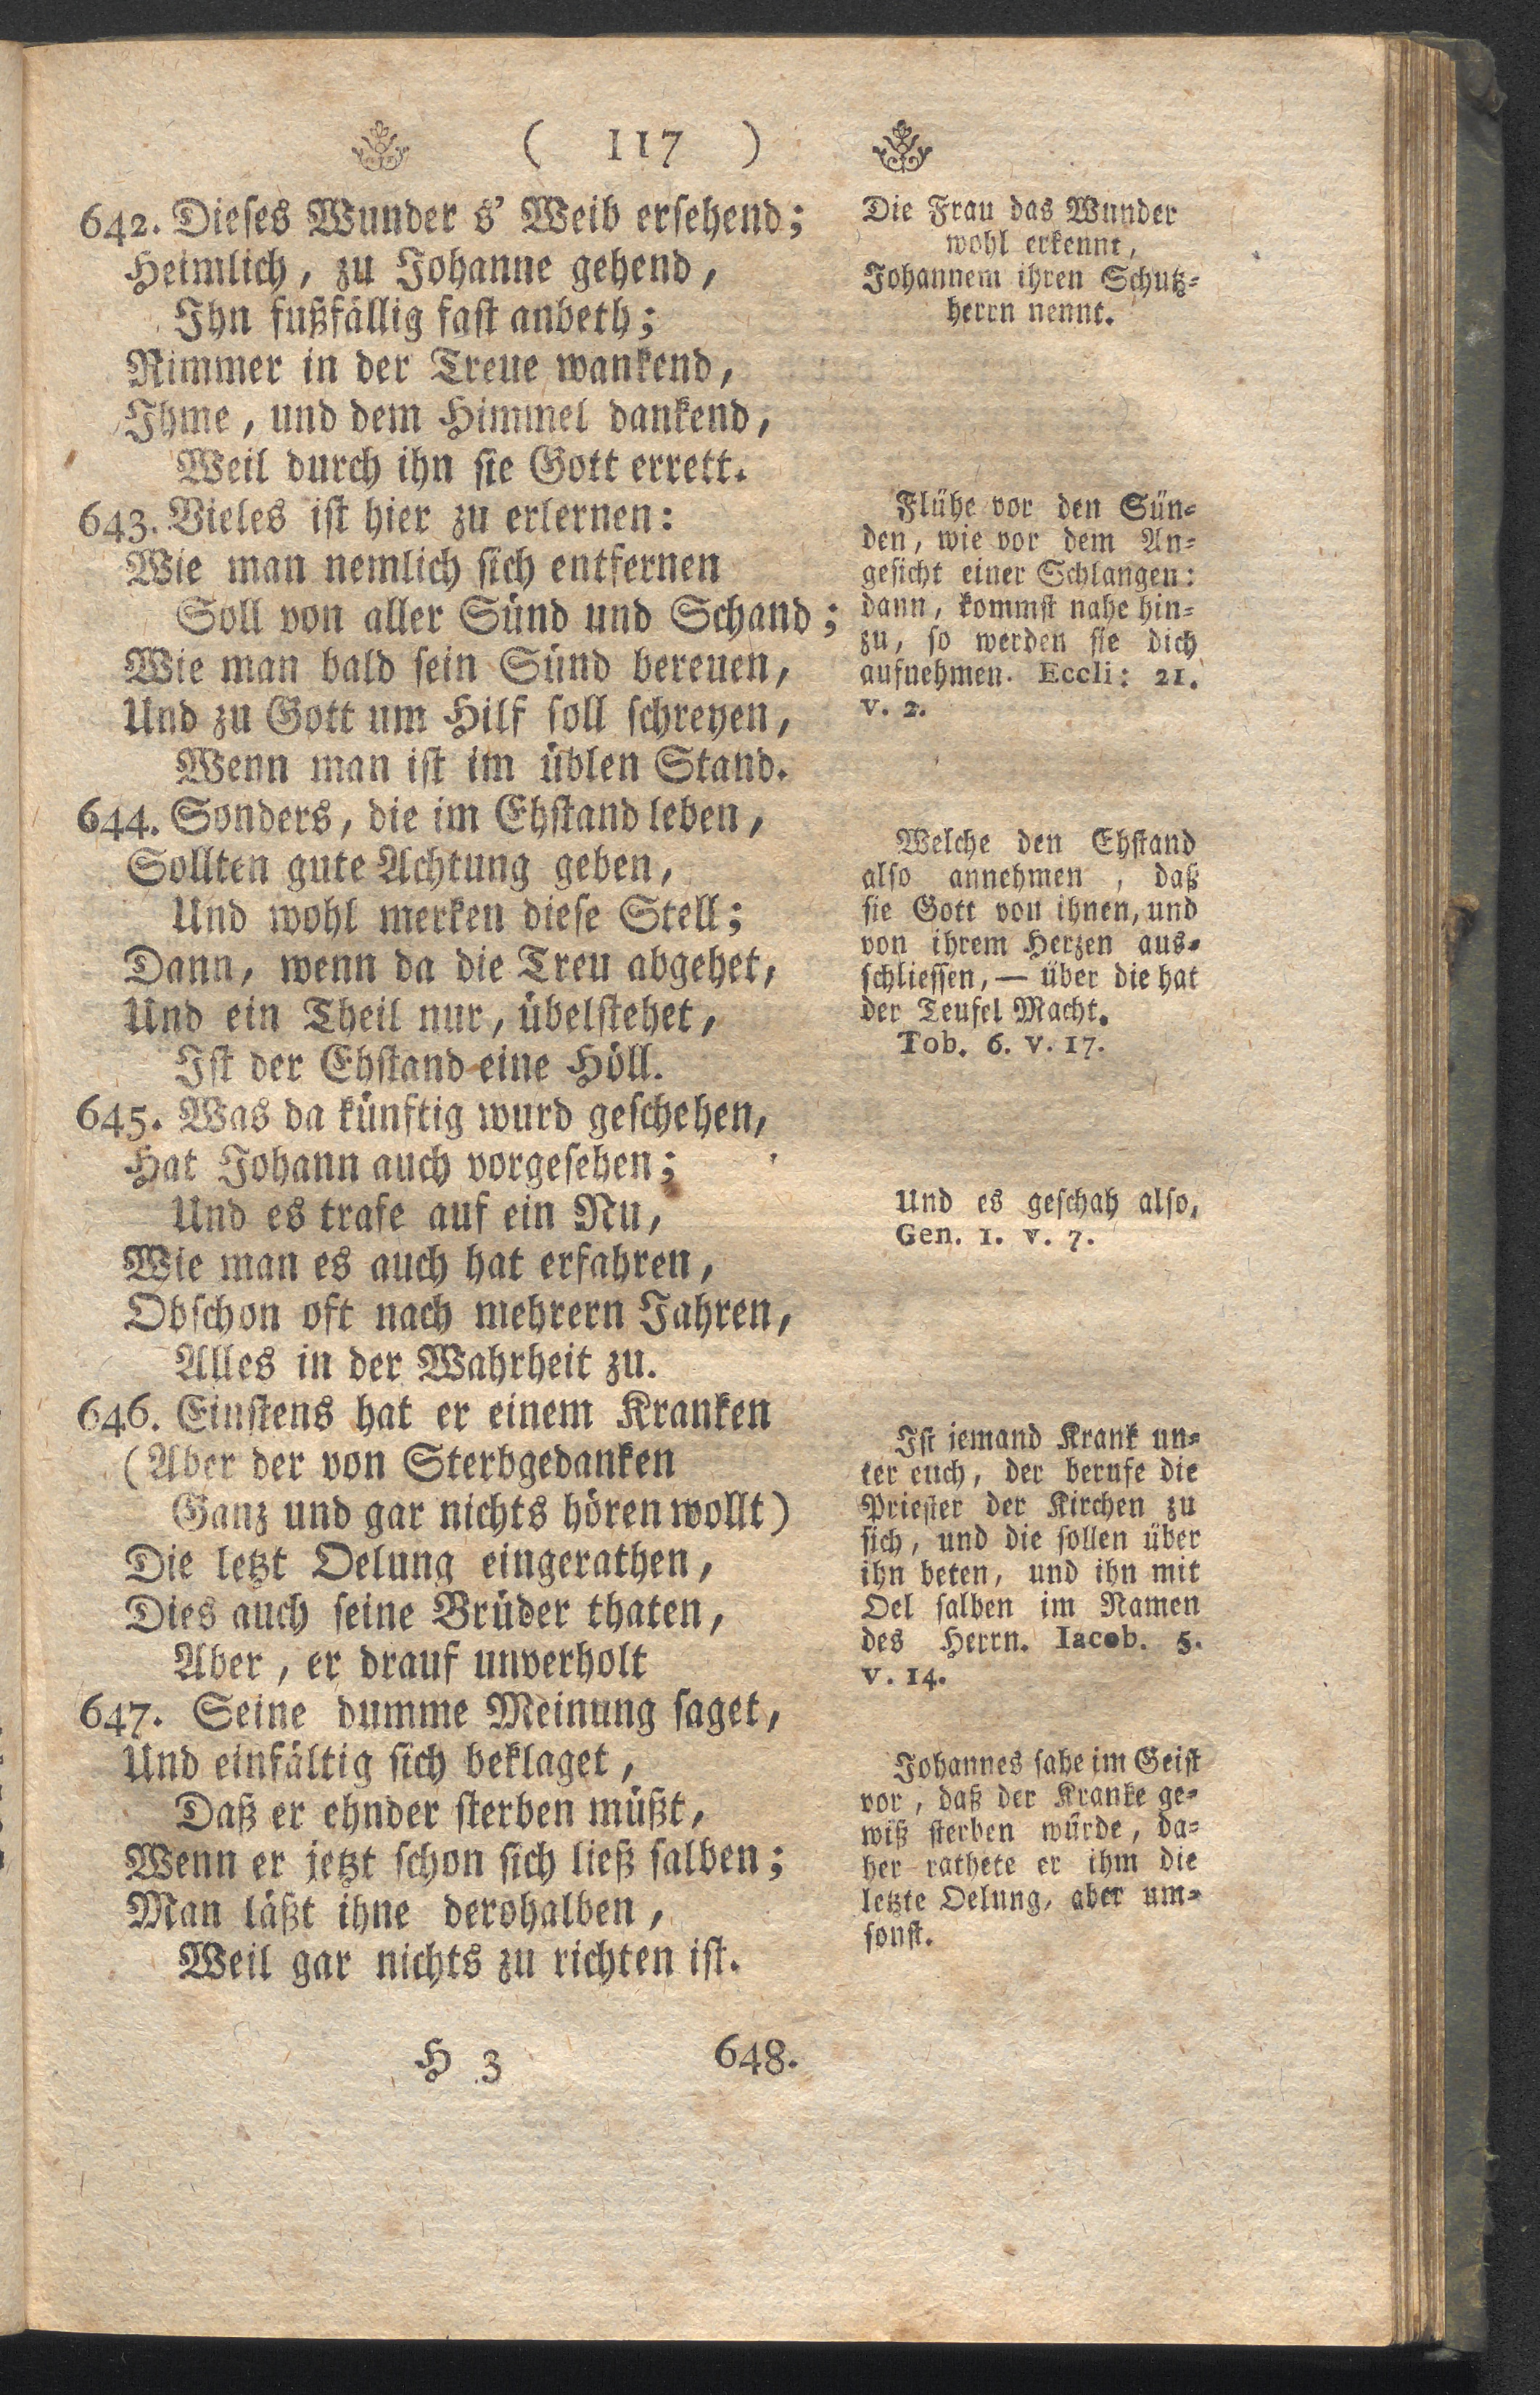 ( 117 )
642. Dieses Wunder s' Weib ersehend;
Heimlich, zu Johanne gehend,
Ihn fußfällig fast anbeth;
Nimmer in der Treue wankend,
Ihme, und dem Himmel dankend,
Weil durch ihn sie Gott errett.
643. Vieles ist hier zu erlernen:
Wie man nemlich sich entfernen
Soll von aller Sünd und Schand;
Wie man bald sein Sünd bereuen,
Und zu Gott um Hilf soll schreyen,
Wenn man ist im üblen Stand.
644. Sonders, die im Ehstand leben,
Sollten gute Achtung geben,
Und wohl merken diese Stell;
Dann, wenn da die Treu abgehet,
Und ein Theil nur, übelstehet,
Ist der Ehstand eine Höll.
645. Was da künftig wurd geschehen,
Hat Johann auch vorgesehen;
Und es trafe auf ein Nu,
Wie man es auch hat erfahren,
Obschon oft nach mehrern Jahren,
Alles in der Wahrheit zu.
646. Einstens hat er einem Kranken
(Aber der von Sterbgedanken
Ganz und gar nichts hören wollt)
Die letzt Oelung eingerathen,
Dies auch seine Brüder thaten,
Aber, er drauf unverholt
647. Seine dumme Meinung saget,
Und einfältig sich beklaget,
Daß er ehnder sterben müßt,
Wenn er jetzt schon sich ließ salben;
Man läßt ihne derohalben,
Weil gar nichts zu richten ist.
Die Frau das Wunder
wohl erkennt,
Johannem ihren Schutz-
herrn nennt.
Flühe vor den Sün-
den, wie vor dem An-
gesicht einer Schlangen:
dann, kommst nahe hin-
zu, so werden sie dich
aufnehmen. Eccli: 21.
v. 2.
Welche den Ehstand
also annehmen, daß
sie Gott von ihnen, und
von ihrem Herzen aus-
schliessen, — über die hat
der Teufel Macht.
Tob. 6. v. 17.
Und es geschah also,
Gen. 1. v. 7.
Ist jemand Krank un-
ter euch, der berufe die
Priester der Kirchen zu
sich, und die sollen über
ihn beten, und ihn mit
Oel salben im Namen
des Herrn. Iacob. 5.
v. 14.
Johannes sahe im Geist
vor, daß der Kranke ge-
wiß sterben würde, da-
her rathete er ihm die
letzte Oelung, aber um-
sonst.
H 3 648.